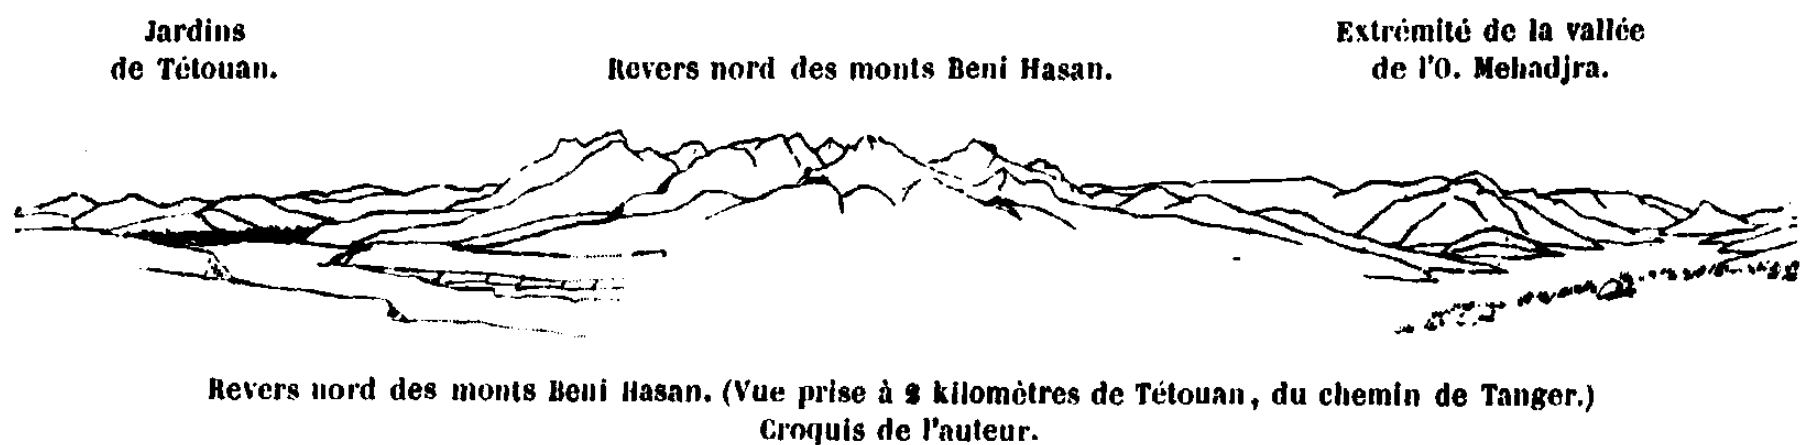 Jardins
de Tétouan.
Revers nord des monts Beni Hasan.
Extrémité de la vallée
de l'O. Mehadjra.
Revers nord des monts Beni Hasan. (Vue prise à 2 kilomètres de Tétouan, du chemin de Tanger.)
Croquis de l'auteur.